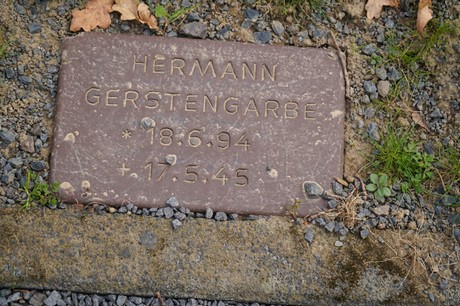 HERMANN
GERSTENGARBE
* 18.6.94
+ 17.5.45